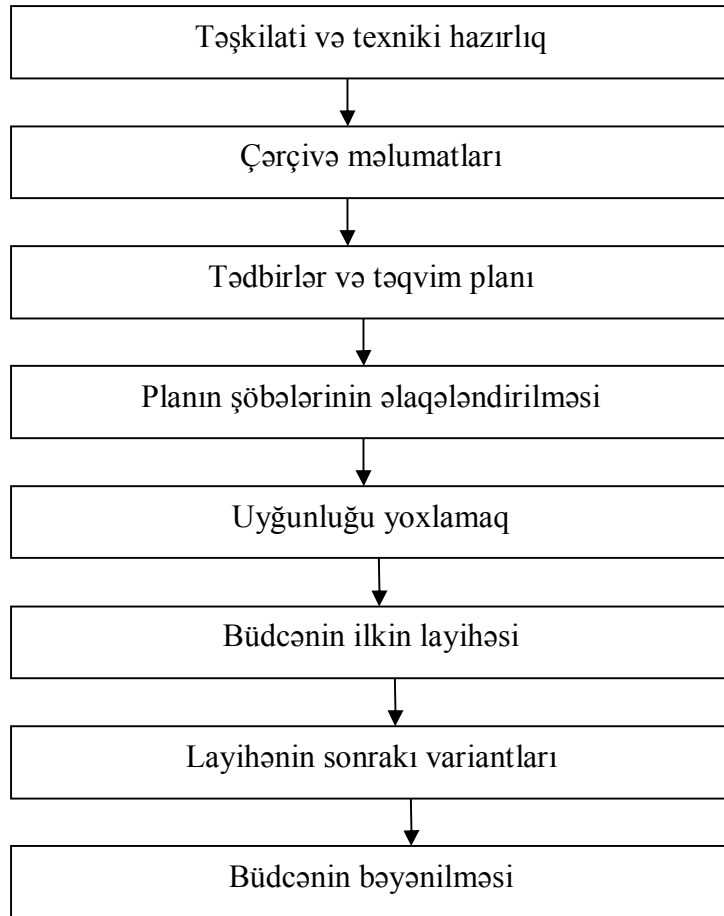 Təşkilati və texniki hazırlıq
Çərçivə məlumatları
Tədbirlər və təqvim planı
Planın şöbələrinin əlaqələndirilməsi
Uyğunluğu yoxlamaq
Büdcənin ilkin layihəsi
Layihənin sonrakı variantları
Büdcənin bəyənilməsi